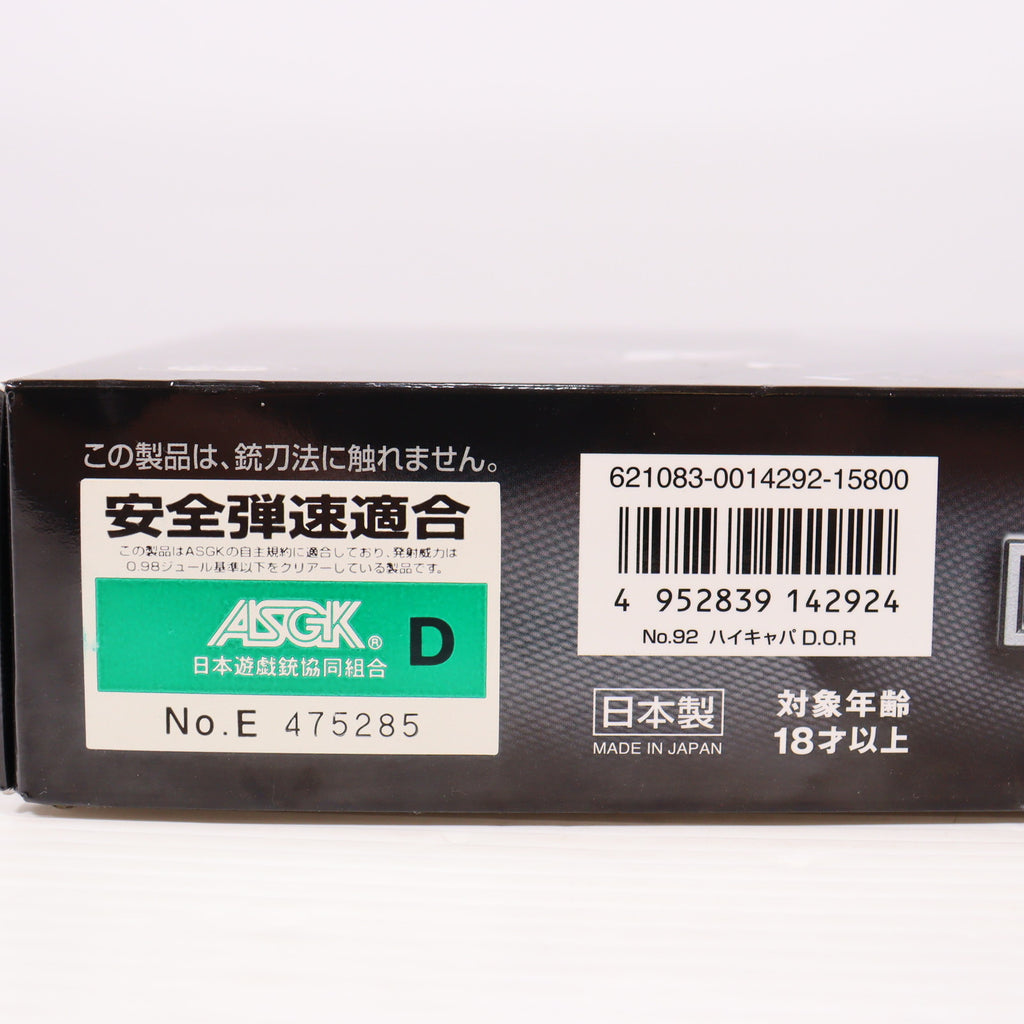 この製品は、銃刀法に触れません。
安全弾速適合
この製品はASGKの自主規約に適合しており、発射威力は
0.98ジュール基準以下をクリアーしている製品です。
ASGK® D
日本遊戯銃協同組合
No.E 475285
621083-0014292-15800
4 952839 142924
No.92 ハイキャパ D.O.R
日本製
MADE IN JAPAN
対象年齢
18才以上